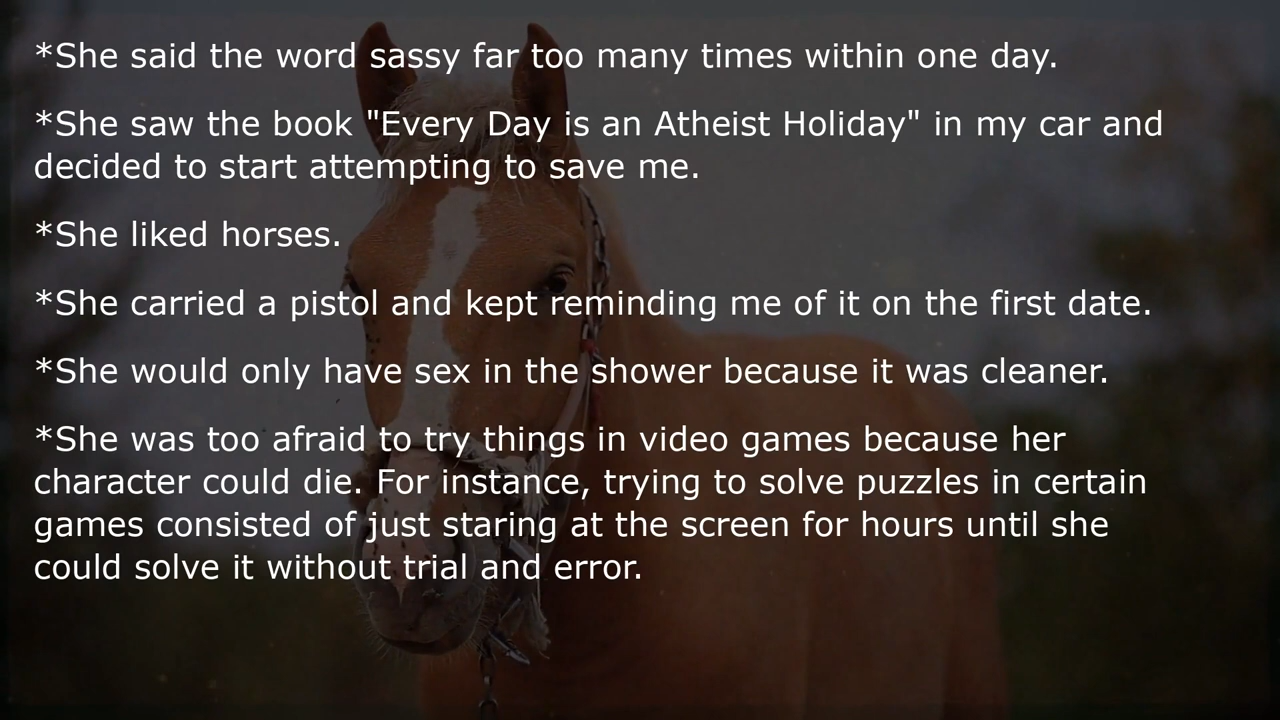 *She said the word sassy far too many times within one day.
*She saw the book "Every Day is an Atheist Holiday" in my car and
decided to start attempting to save me.
*She liked horses.
*She carried a pistol and kept reminding me of it on the first date.
*She would only have sex in the shower because it was cleaner.
*She was too afraid to try things in video games because her
character could die. For instance, trying to solve puzzles in certain
games consisted of just staring at the screen for hours until she
could solve it without trial and error.